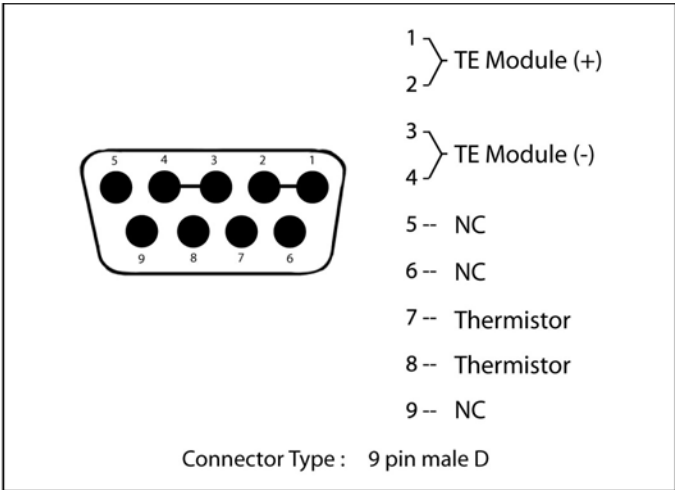 5 4 3 2 1
9 8 7 6
1
2
TE Module (+)
3
4
TE Module (-)
5 -- NC
6 -- NC
7 -- Thermistor
8 -- Thermistor
9 -- NC
Connector Type : 9 pin male D